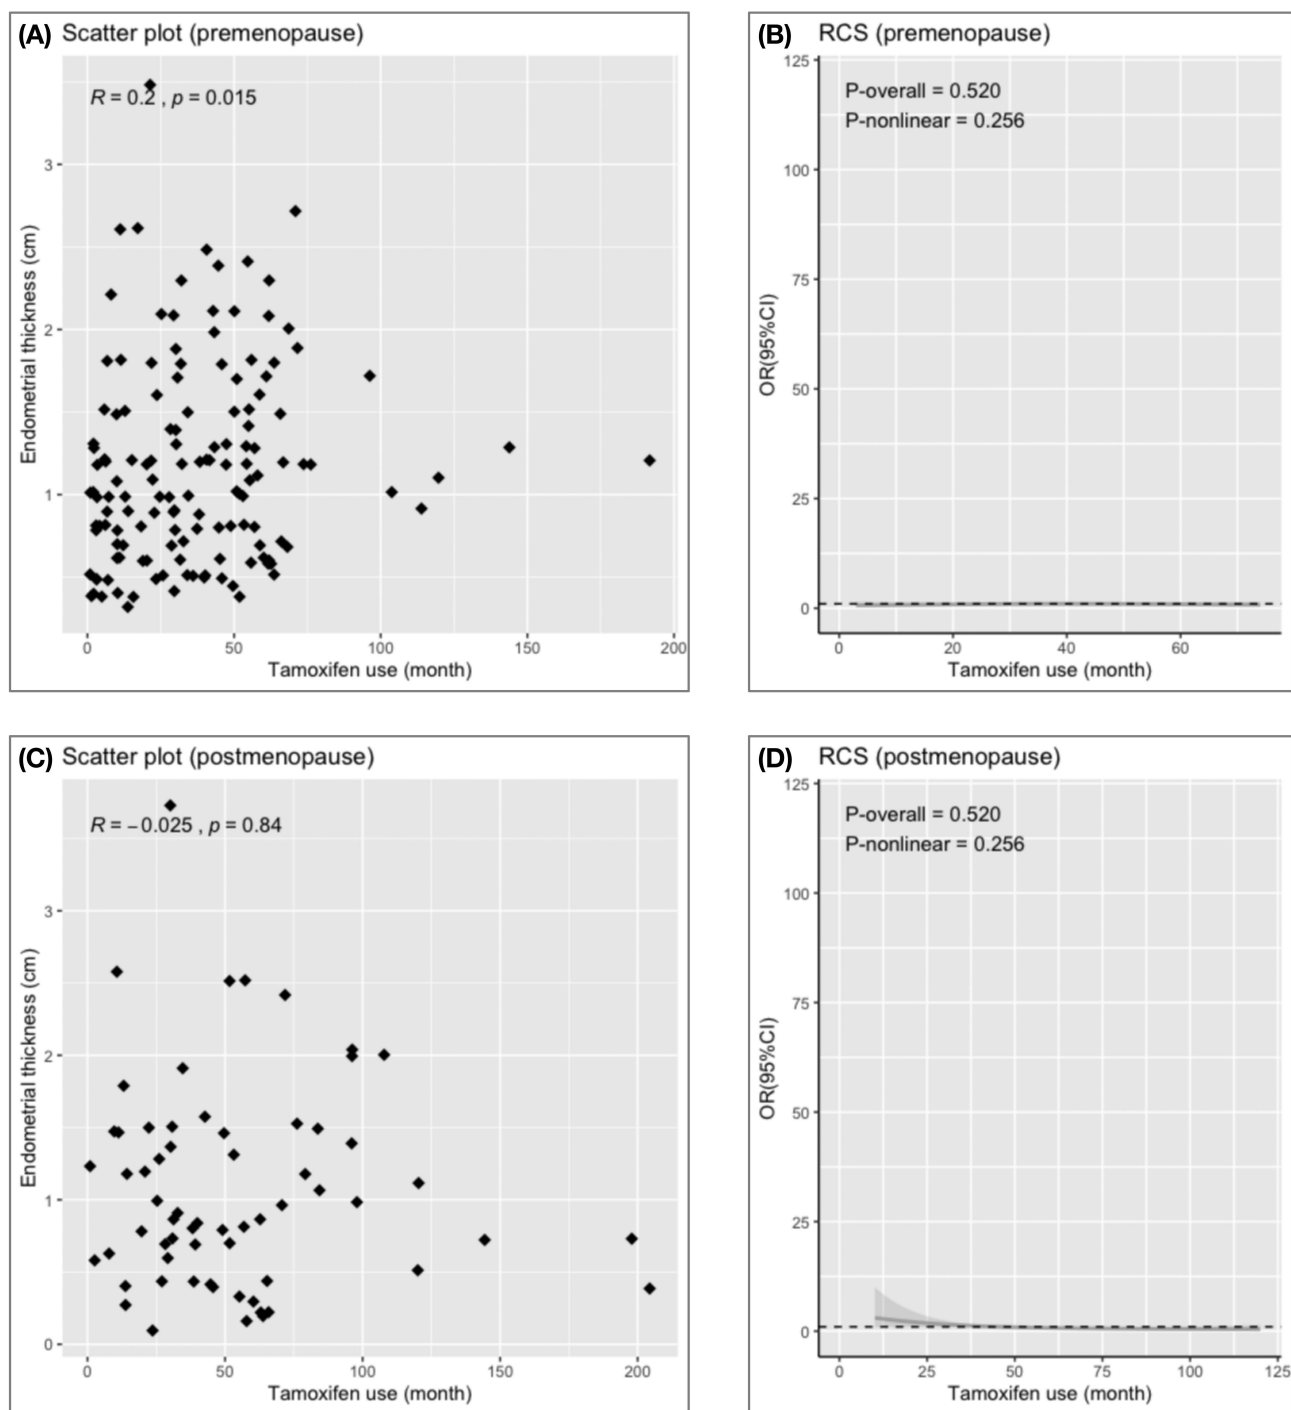 (A) Scatter plot (premenopause)
R = 0.2 , p = 0.015
Endometrial thickness (cm)
3
2
1
0
50
100
150
200
Tamoxifen use (month)
(B) RCS (premenopause)
P-overall = 0.520
P-nonlinear = 0.256
OR(95%CI)
125
100
75
50
25
0
0
20
40
60
Tamoxifen use (month)
(C) Scatter plot (postmenopause)
R = −0.025 , p = 0.84
Endometrial thickness (cm)
3
2
1
0
0
50
100
150
200
Tamoxifen use (month)
(D) RCS (postmenopause)
P-overall = 0.520
P-nonlinear = 0.256
OR(95%CI)
125
100
75
50
25
0
0
25
50
75
100
125
Tamoxifen use (month)